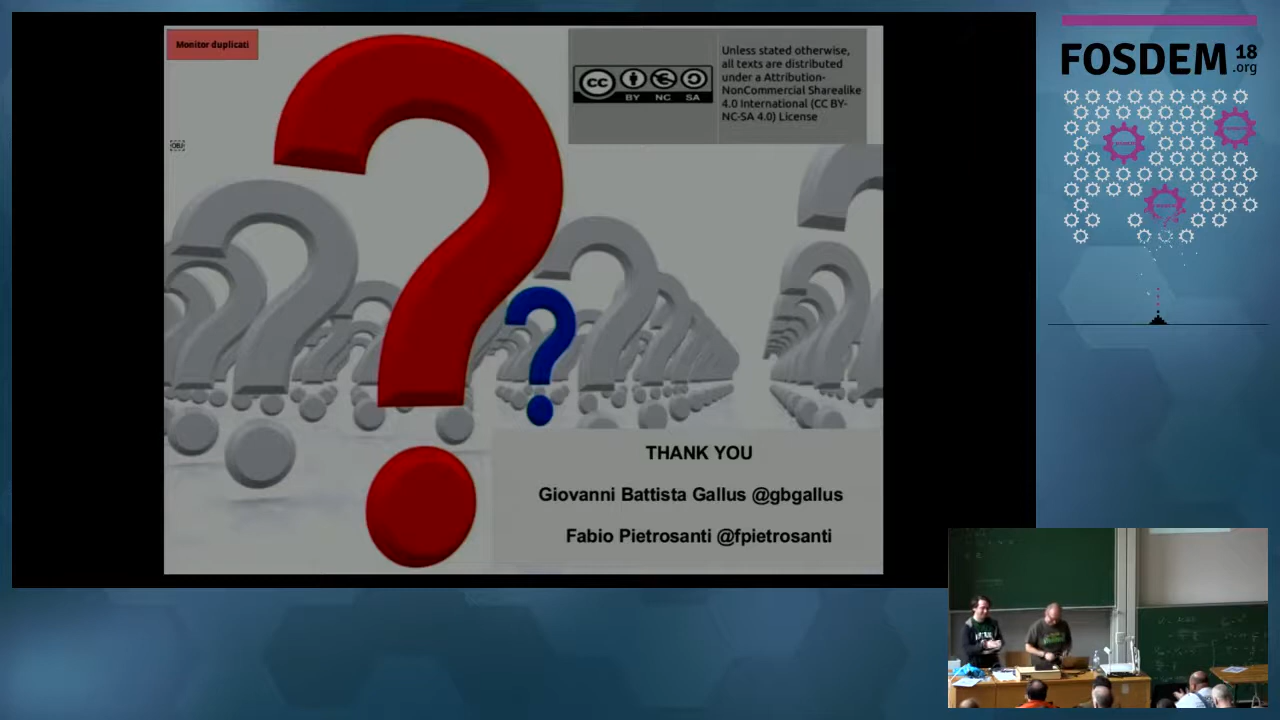 Monitor duplicati
Unless stated otherwise,
all texts are distributed
under a Attribution-
NonCommercial Sharealike
4.0 International (CC BY-
NC-SA 4.0) License
cc
BY NC SA
OBJ
THANK YOU
Giovanni Battista Gallus @gbgallus
Fabio Pietrosanti @fpietrosanti
FOSDEM 18
.org